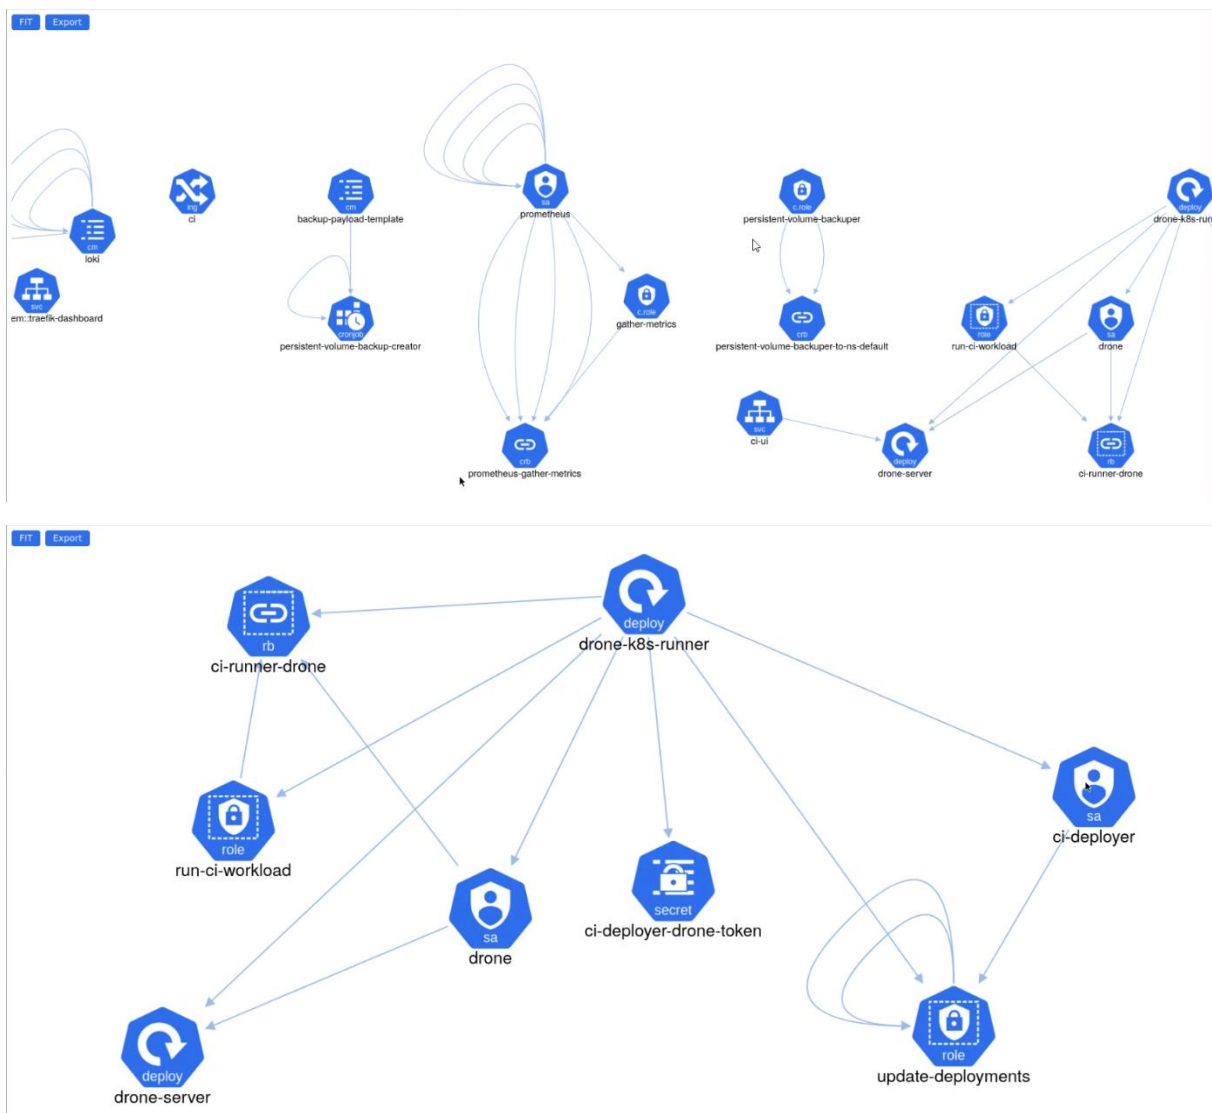 FIT Export
ing
ci
cm
loki
svc
em::traefik-dashboard
cm
backup-payload-template
cronjob
persistent-volume-backup-creator
sa
prometheus
c.role
gather-metrics
crb
prometheus-gather-metrics
c.role
persistent-volume-backuper
crb
persistent-volume-backuper-to-ns-default
svc
ci-ui
deploy
drone-k8s-run
role
run-ci-workload
sa
drone
deploy
drone-server
rb
ci-runner-drone
FIT Export
deploy
drone-k8s-runner
rb
ci-runner-drone
role
run-ci-workload
sa
drone
secret
ci-deployer-drone-token
sa
ci-deployer
deploy
drone-server
role
update-deployments